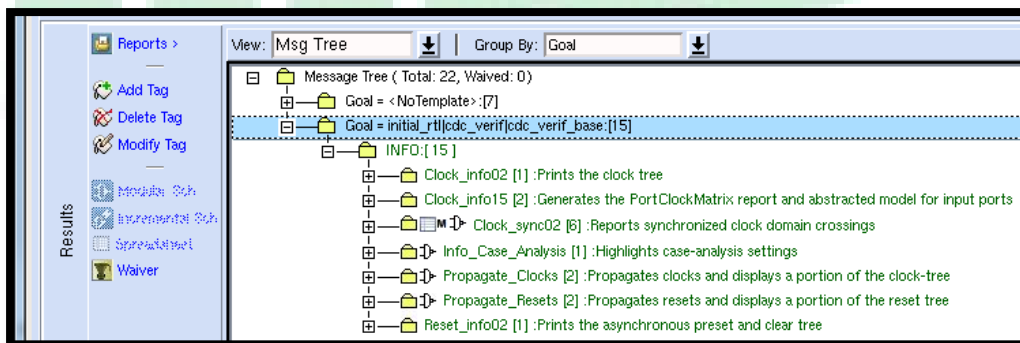 Reports >
Add Tag
Delete Tag
Modify Tag
Modular Sch
Incremental Sch
Spreadsheet
Waiver
Results
View: Msg Tree Group By: Goal
Message Tree ( Total: 22, Waived: 0)
Goal = <NoTemplate>:[7]
Goal = initial_rtl|cdc_verif|cdc_verif_base:[15]
INFO:[15]
Clock_info02 [1] :Prints the clock tree
Clock_info15 [2] :Generates the PortClockMatrix report and abstracted model for input ports
M Clock_sync02 [6] :Reports synchronized clock domain crossings
Info_Case_Analysis [1] :Highlights case-analysis settings
Propagate_Clocks [2] :Propagates clocks and displays a portion of the clock-tree
Propagate_Resets [2] :Propagates resets and displays a portion of the reset tree
Reset_info02 [1] :Prints the asynchronous preset and clear tree